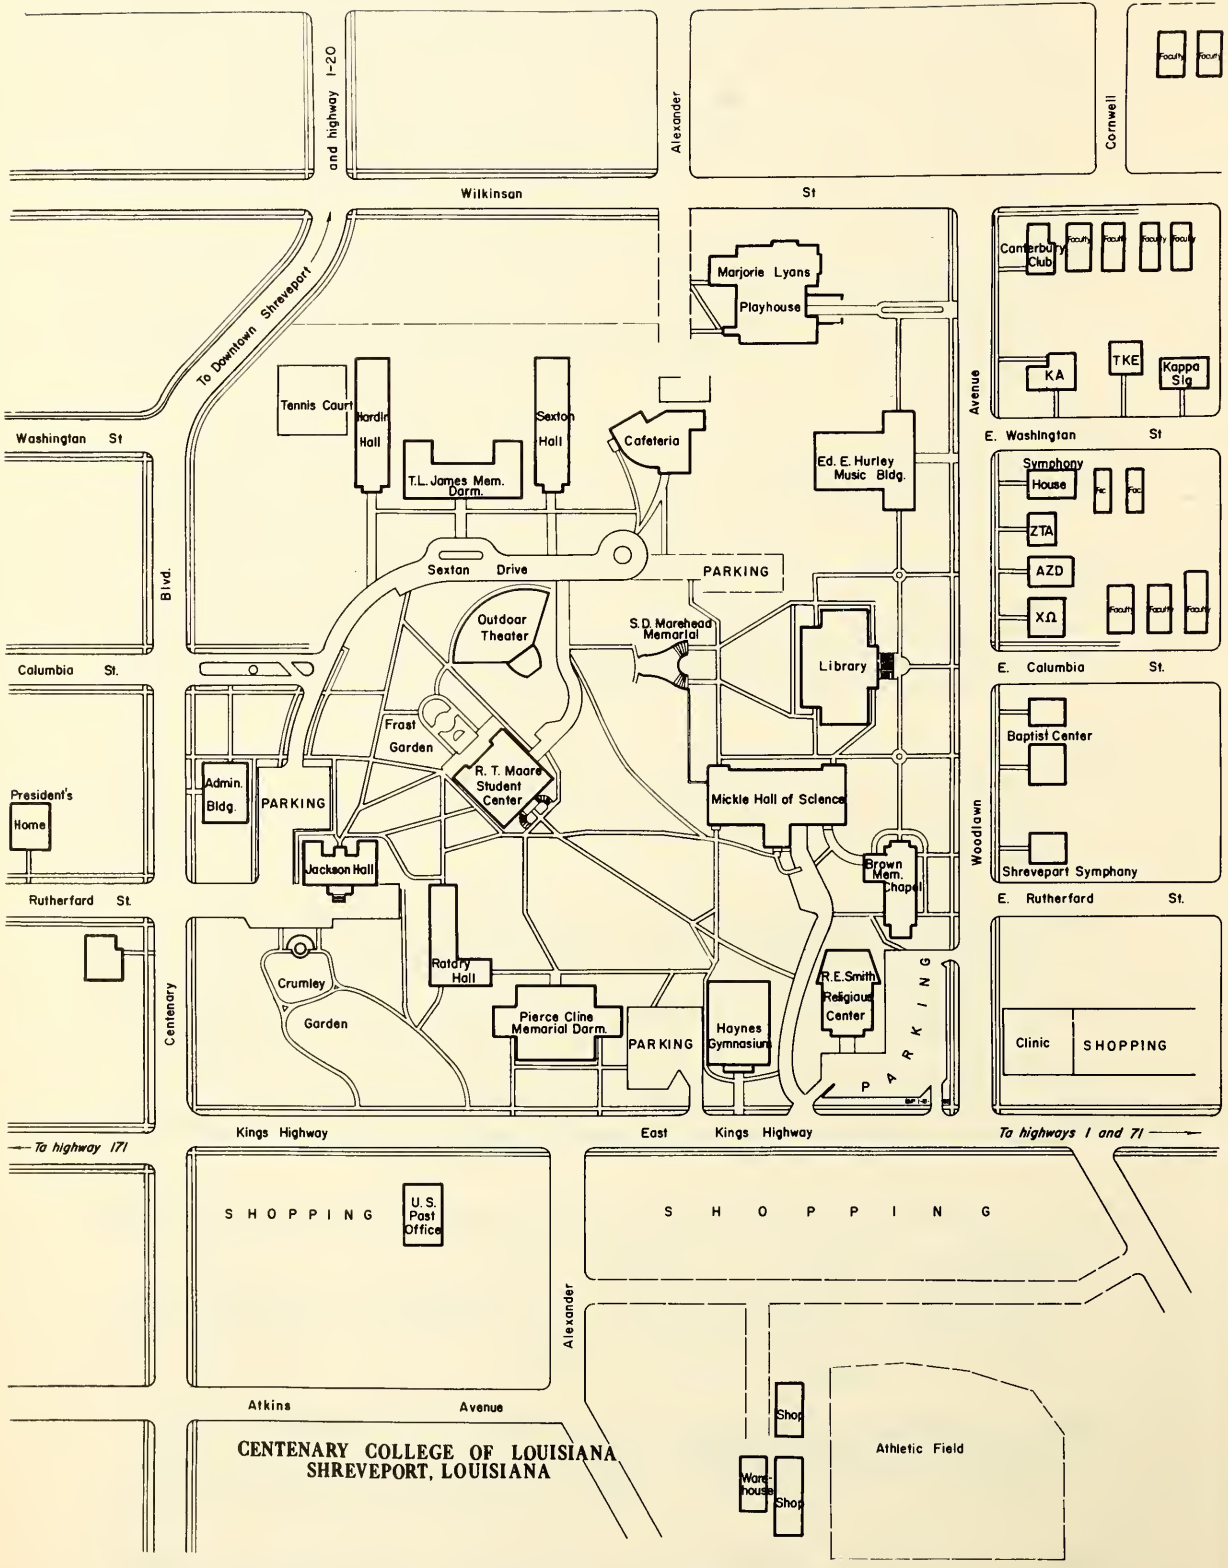 and highway I-20
Alexander
Cornwell
Faculty
Faculty
Wilkinson
St
To Downtown Shreveport
Marjorie Lyons
Playhouse
Canterbury
Club
Faculty
Faculty
Faculty
Faculty
Avenue
KA
TKE
Kappa
Sig
Tennis Court
Hardin
Hall
Sexton
Hall
T.L. James Mem.
Dorm.
Cafeteria
Ed. E. Hurley
Music Bldg.
Washington St
E. Washington St
Symphony
House
Fac.
Fac.
ZTA
AZD
ΧΩ
Faculty
Faculty
Faculty
Blvd.
Sexton Drive
PARKING
Outdoor
Theater
S.D. Morehead
Memorial
Library
Columbia St.
E. Columbia St.
Frost
Garden
R. T. Moore
Student
Center
Admin.
Bldg.
PARKING
President's
Home
Mickle Hall of Science
Baptist Center
Woodlawn
Jackson Hall
Brown
Mem.
Chapel
Shreveport Symphony
Rutherford St.
E. Rutherford St.
Centenary
Crumley
Garden
Rotary
Hall
Pierce Cline
Memorial Dorm.
PARKING
Haynes
Gymnasium
R.E. Smith
Religious
Center
PARKING
Clinic
SHOPPING
Kings Highway
East Kings Highway
To highway 171
To highways 1 and 71
SHOPPING
U.S.
Post
Office
SHOPPING
Alexander
Atkins Avenue
CENTENARY COLLEGE OF LOUISIANA
SHREVEPORT, LOUISIANA
Shop
Ware-
house
Shop
Athletic Field